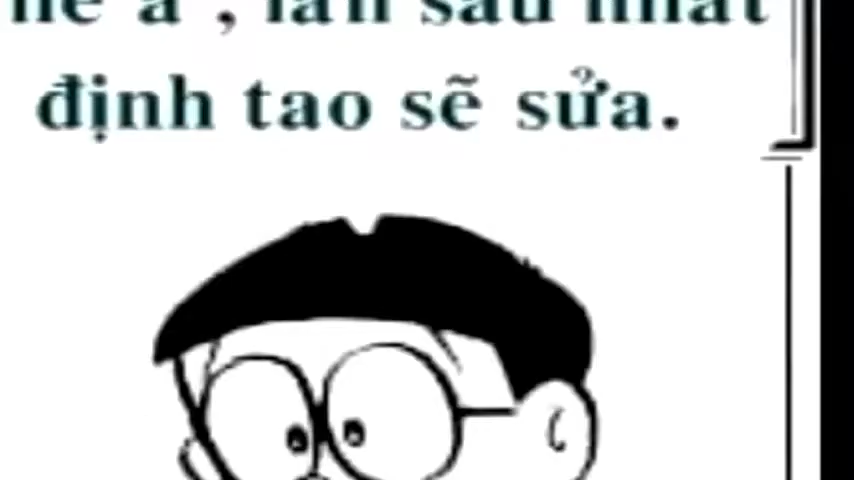 , lần sau nhất
định tao sẽ sửa.